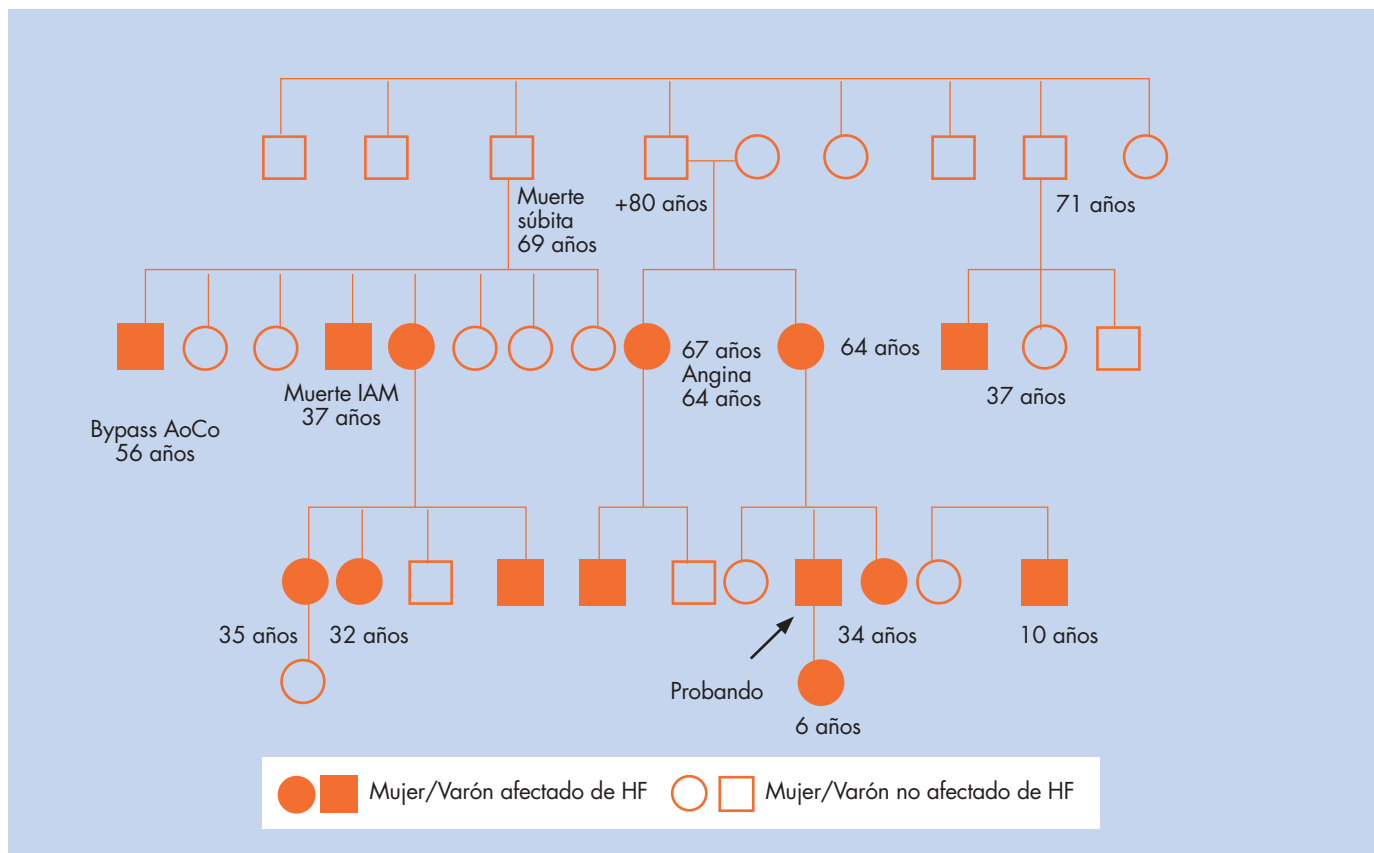 Muerte
súbita
69 años
+80 años
71 años
Bypass AoCo
56 años
Muerte IAM
37 años
67 años
Angina
64 años
64 años
37 años
35 años
32 años
Probando
34 años
10 años
6 años
Mujer/Varón afectado de HF
Mujer/Varón no afectado de HF